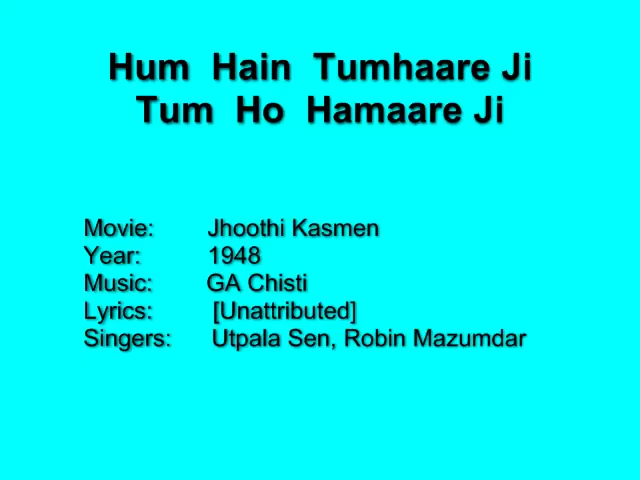 Hum Hain Tumhaare Ji
Tum Ho Hamaare Ji
Movie: Jhoothi Kasmen
Year: 1948
Music: GA Chisti
Lyrics: [Unattributed]
Singers: Utpala Sen, Robin Mazumdar